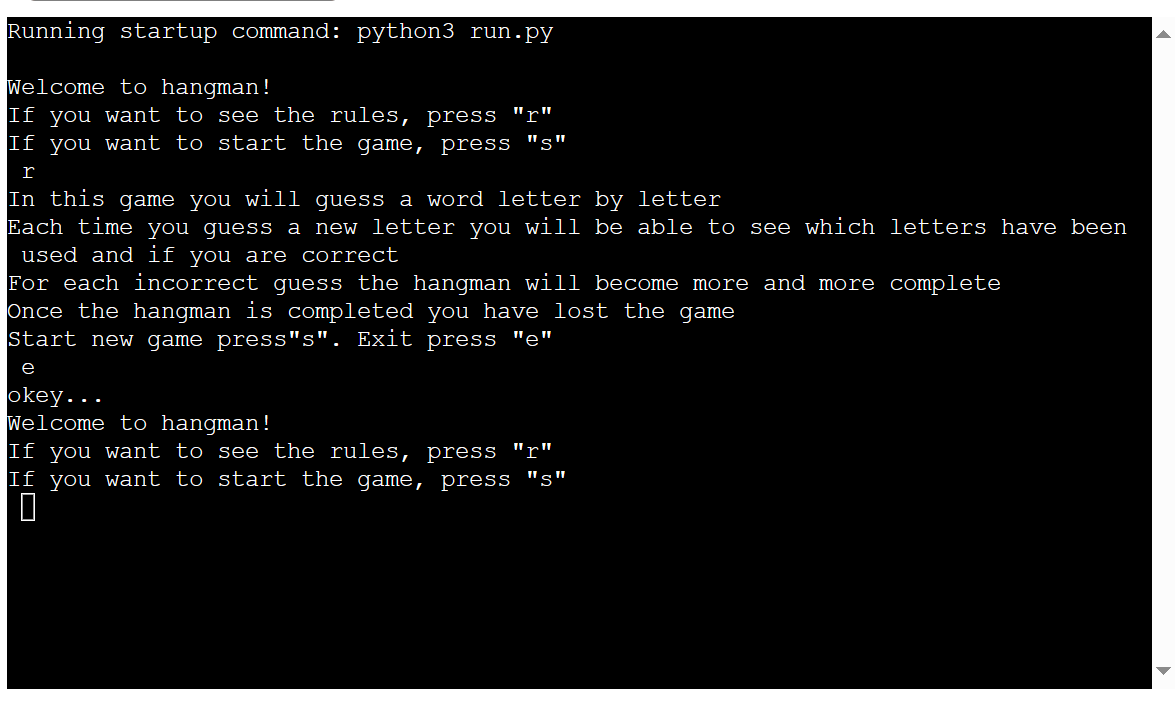 Running startup command: python3 run.py
Welcome to hangman!
If you want to see the rules, press "r"
If you want to start the game, press "s"
r
In this game you will guess a word letter by letter
Each time you guess a new letter you will be able to see which letters have been
used and if you are correct
For each incorrect guess the hangman will become more and more complete
Once the hangman is completed you have lost the game
Start new game press"s". Exit press "e"
e
okey...
Welcome to hangman!
If you want to see the rules, press "r"
If you want to start the game, press "s"